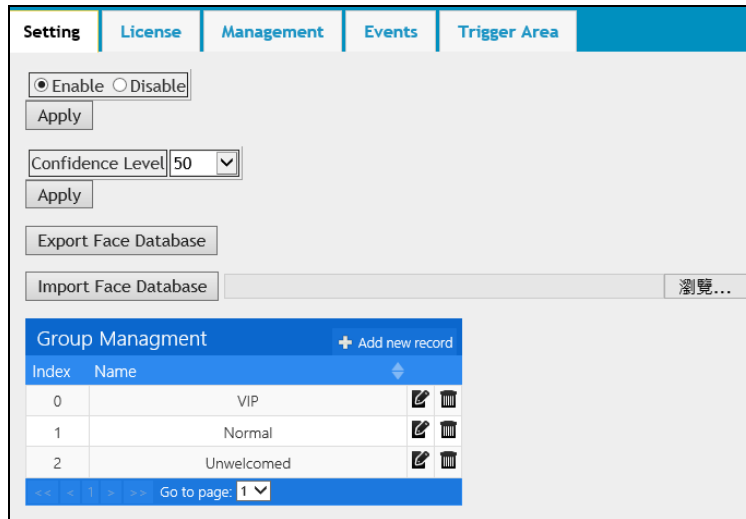 Setting License Management Events Trigger Area
Enable Disable
Apply
Confidence Level 50
Apply
Export Face Database
Import Face Database 瀏覽...
Group Managment + Add new record
Index Name
0 VIP
1 Normal
2 Unwelcomed
<< < 1 > >> Go to page: 1